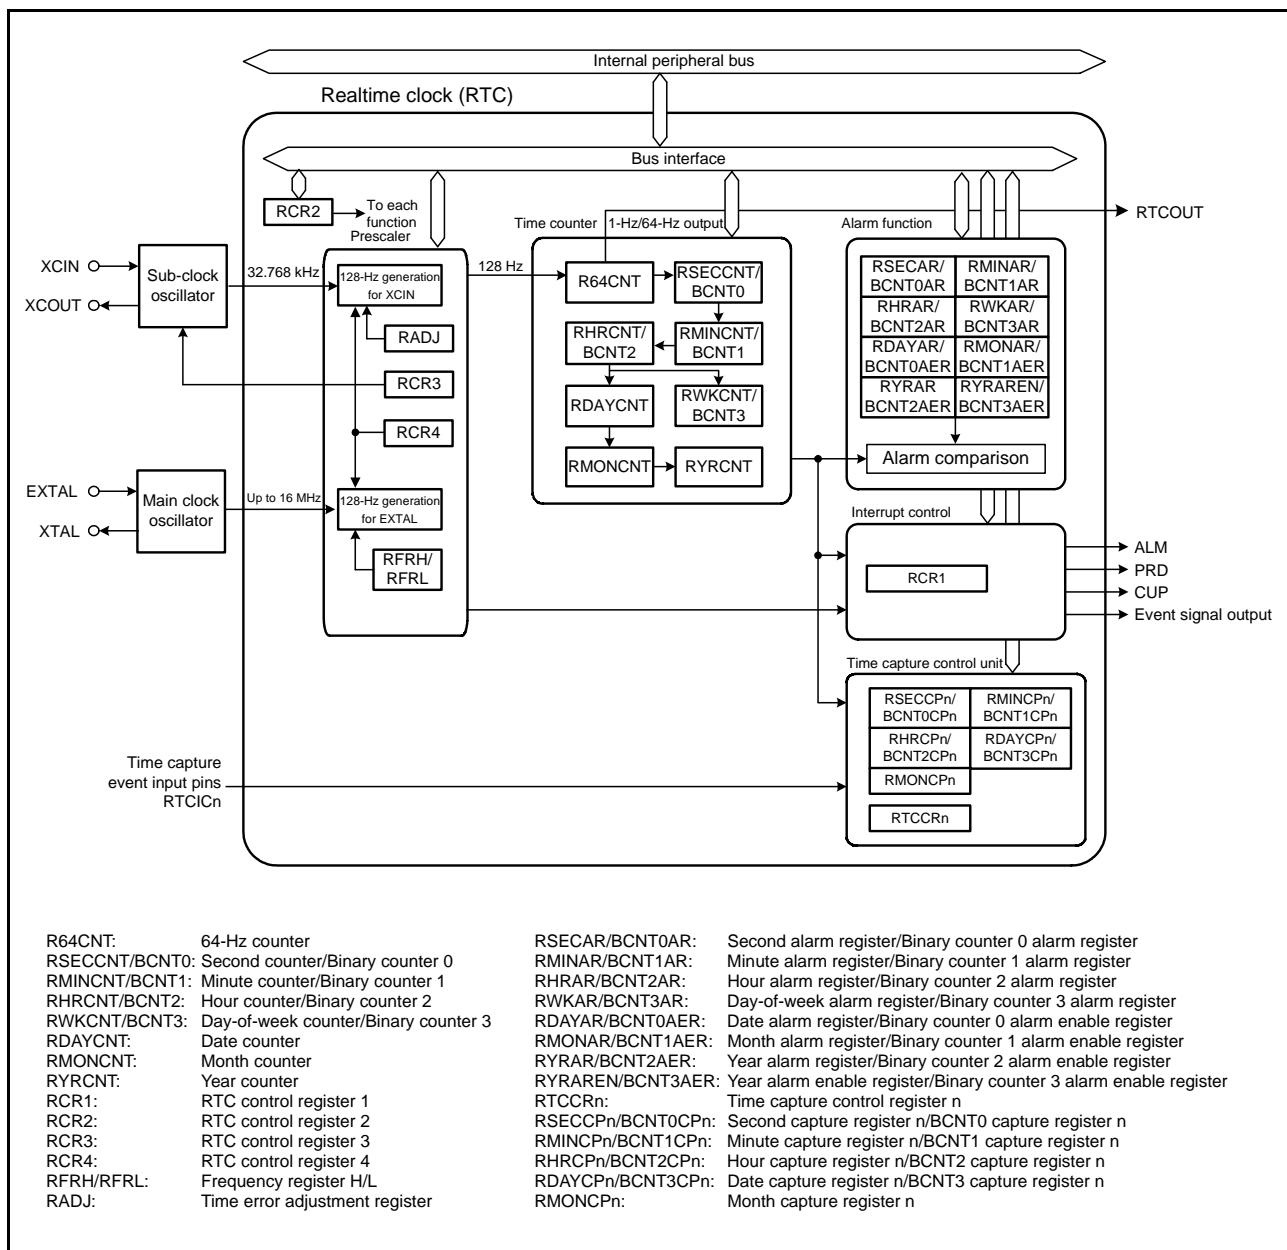 Internal peripheral bus
Realtime clock (RTC)
Bus interface
RCR2
To each
function
Prescaler
Time counter
1-Hz/64-Hz output
Alarm function
RTCOUT
XCIN
XCOUT
Sub-clock
oscillator
32.768 kHz
128-Hz generation
for XCIN
128 Hz
RADJ
RCR3
RCR4
R64CNT
RSECCNT/
BCNT0
RHRCNT/
BCNT2
RMINCNT/
BCNT1
RDAYCNT
RWKCNT/
BCNT3
RMONCNT
RYRCNT
RSECAR/
BCNT0AR
RMINAR/
BCNT1AR
RHRAR/
BCNT2AR
RWKAR/
BCNT3AR
RDAYAR/
BCNT0AER
RMONAR/
BCNT1AER
RYRAR
BCNT2AER
RYRAREN/
BCNT3AER
Alarm comparison
EXTAL
XTAL
Main clock
oscillator
Up to 16 MHz
128-Hz generation
for EXTAL
RFRH/
RFRL
Interrupt control
RCR1
ALM
PRD
CUP
Event signal output
Time capture control unit
RSECCPn/
BCNT0CPn
RMINCPn/
BCNT1CPn
RHRCPn/
BCNT2CPn
RDAYCPn/
BCNT3CPn
RMONCPn
RTCCRn
Time capture
event input pins
RTCICn
R64CNT: 64-Hz counter
RSECCNT/BCNT0: Second counter/Binary counter 0
RMINCNT/BCNT1: Minute counter/Binary counter 1
RHRCNT/BCNT2: Hour counter/Binary counter 2
RWKCNT/BCNT3: Day-of-week counter/Binary counter 3
RDAYCNT: Date counter
RMONCNT: Month counter
RYRCNT: Year counter
RCR1: RTC control register 1
RCR2: RTC control register 2
RCR3: RTC control register 3
RCR4: RTC control register 4
RFRH/RFRL: Frequency register H/L
RADJ: Time error adjustment register
RSECAR/BCNT0AR: Second alarm register/Binary counter 0 alarm register
RMINAR/BCNT1AR: Minute alarm register/Binary counter 1 alarm register
RHRAR/BCNT2AR: Hour alarm register/Binary counter 2 alarm register
RWKAR/BCNT3AR: Day-of-week alarm register/Binary counter 3 alarm register
RDAYAR/BCNT0AER: Date alarm register/Binary counter 0 alarm enable register
RMONAR/BCNT1AER: Month alarm register/Binary counter 1 alarm enable register
RYRAR/BCNT2AER: Year alarm register/Binary counter 2 alarm enable register
RYRAREN/BCNT3AER: Year alarm enable register/Binary counter 3 alarm enable register
RTCCRn: Time capture control register n
RSECCPn/BCNT0CPn: Second capture register n/BCNT0 capture register n
RMINCPn/BCNT1CPn: Minute capture register n/BCNT1 capture register n
RHRCPn/BCNT2CPn: Hour capture register n/BCNT2 capture register n
RDAYCPn/BCNT3CPn: Date capture register n/BCNT3 capture register n
RMONCPn: Month capture register n